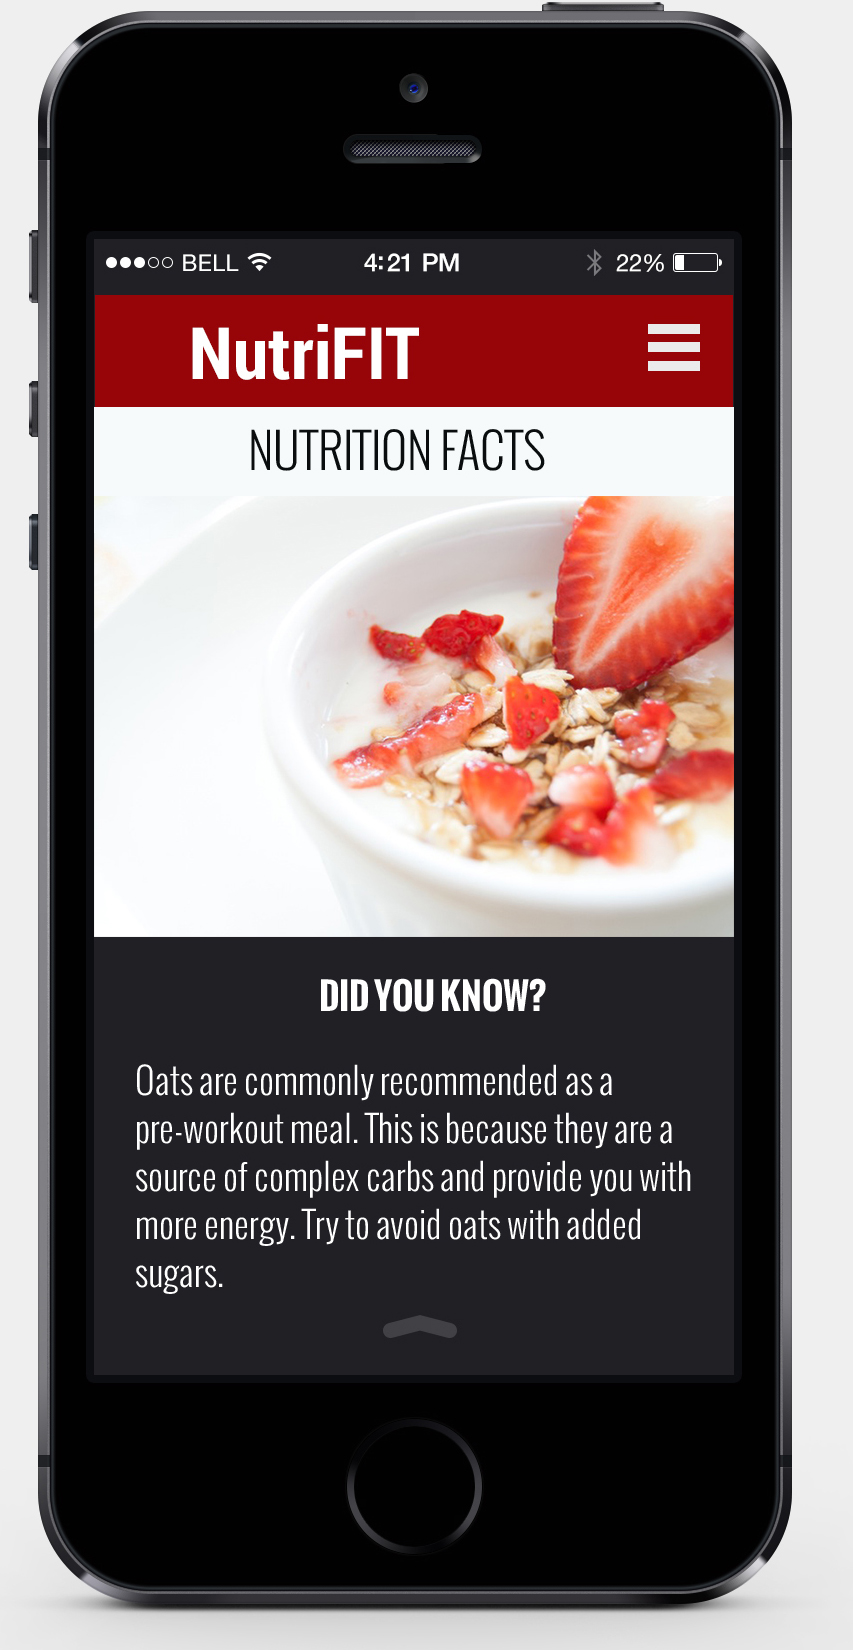 BELL 4:21 PM 22%
NutriFIT
NUTRITION FACTS
DID YOU KNOW?
Oats are commonly recommended as a
pre-workout meal. This is because they are a
source of complex carbs and provide you with
more energy. Try to avoid oats with added
sugars.